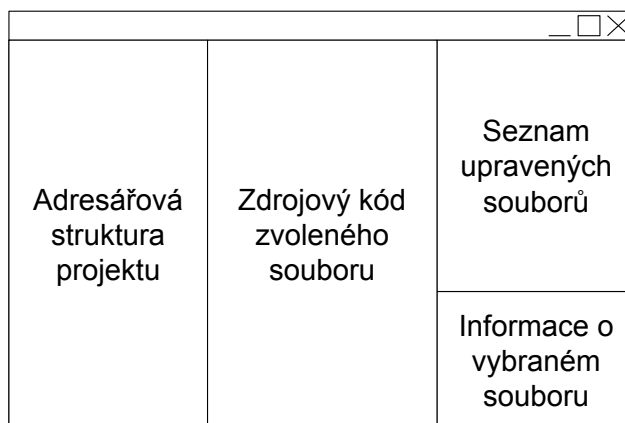 Adresářová
struktura
projektu
Zdrojový kód
zvoleného
souboru
Seznam
upravených
souborů
Informace o
vybraném
souboru